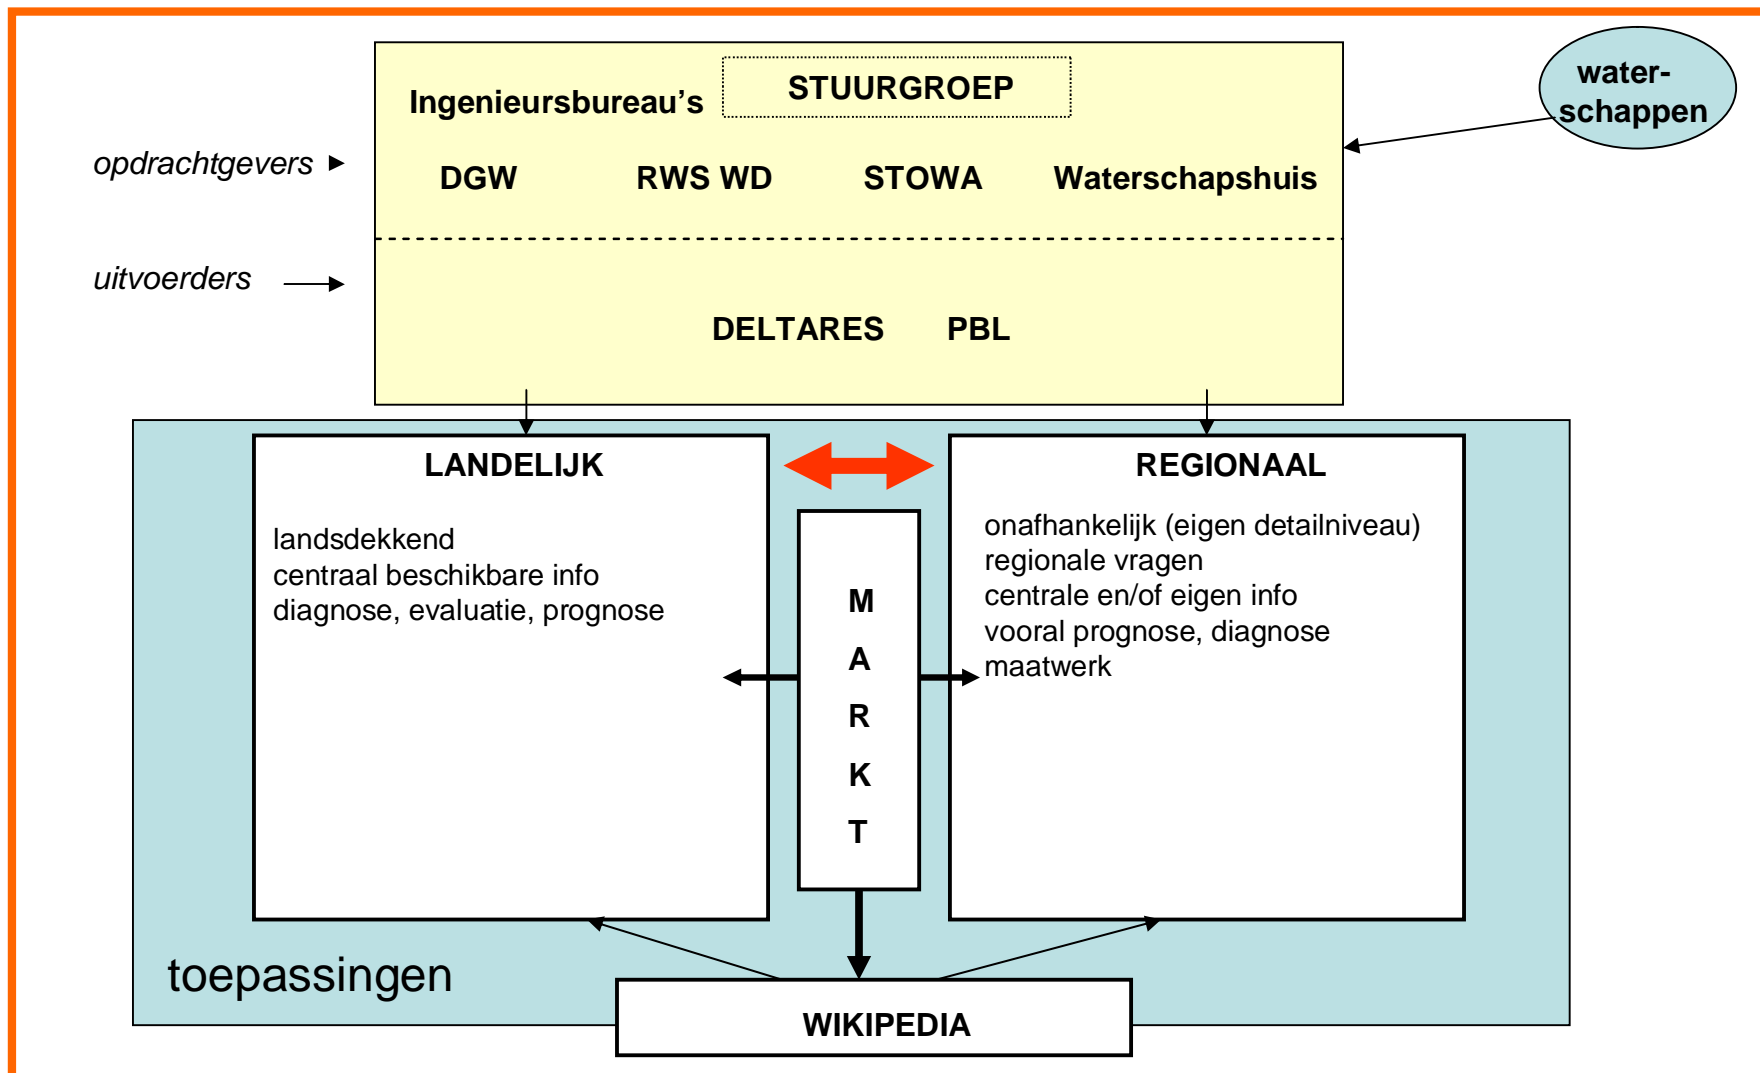 STUURGROEP
Ingenieursbureau's
water-
schappen
opdrachtgevers
DGW RWS WD STOWA Waterschapshuis
uitvoerders
DELTARES PBL
LANDELIJK
landsdekkend
centraal beschikbare info
diagnose, evaluatie, prognose
M
A
R
K
T
REGIONAAL
onafhankelijk (eigen detailniveau)
regionale vragen
centrale en/of eigen info
vooral prognose, diagnose
maatwerk
toepassingen
WIKIPEDIA